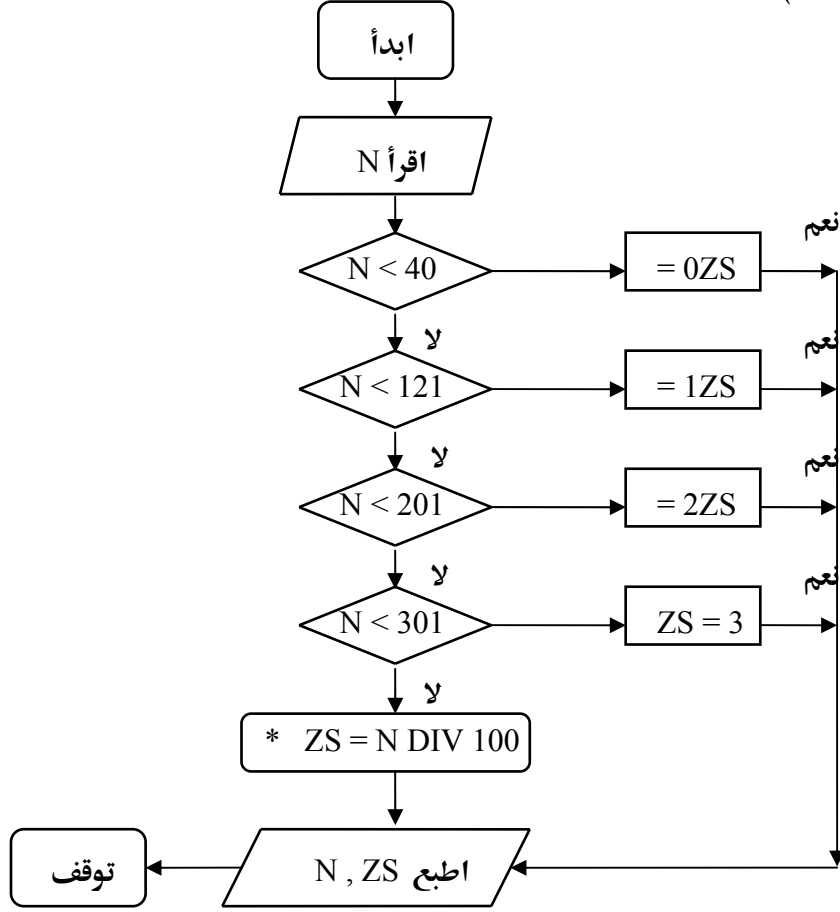 )
ابدأ
اقرأ N
نعم
N < 40
= 0ZS
لا
نعم
N < 121
= 1ZS
لا
نعم
N < 201
= 2ZS
لا
نعم
N < 301
ZS = 3
لا
* ZS = N DIV 100
اطبع N , ZS
توقف